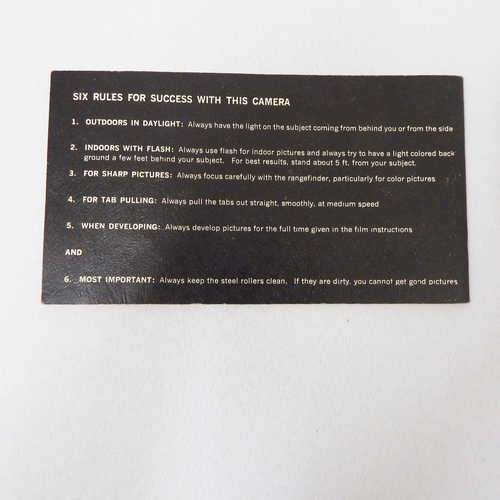 SIX RULES FOR SUCCESS WITH THIS CAMERA
1. OUTDOORS IN DAYLIGHT: Always have the light on the subject coming from behind you or from the side
2. INDOORS WITH FLASH: Always use flash for indoor pictures and always try to have a light colored back
ground a few feet behind your subject. For best results, stand about 5 ft. from your subject.
3. FOR SHARP PICTURES: Always focus carefully with the rangefinder, particularly for color pictures
4. FOR TAB PULLING: Always pull the tabs out straight, smoothly, at medium speed
5. WHEN DEVELOPING: Always develop pictures for the full time given in the film instructions
AND
6. MOST IMPORTANT: Always keep the steel rollers clean. If they are dirty, you cannot get good pictures